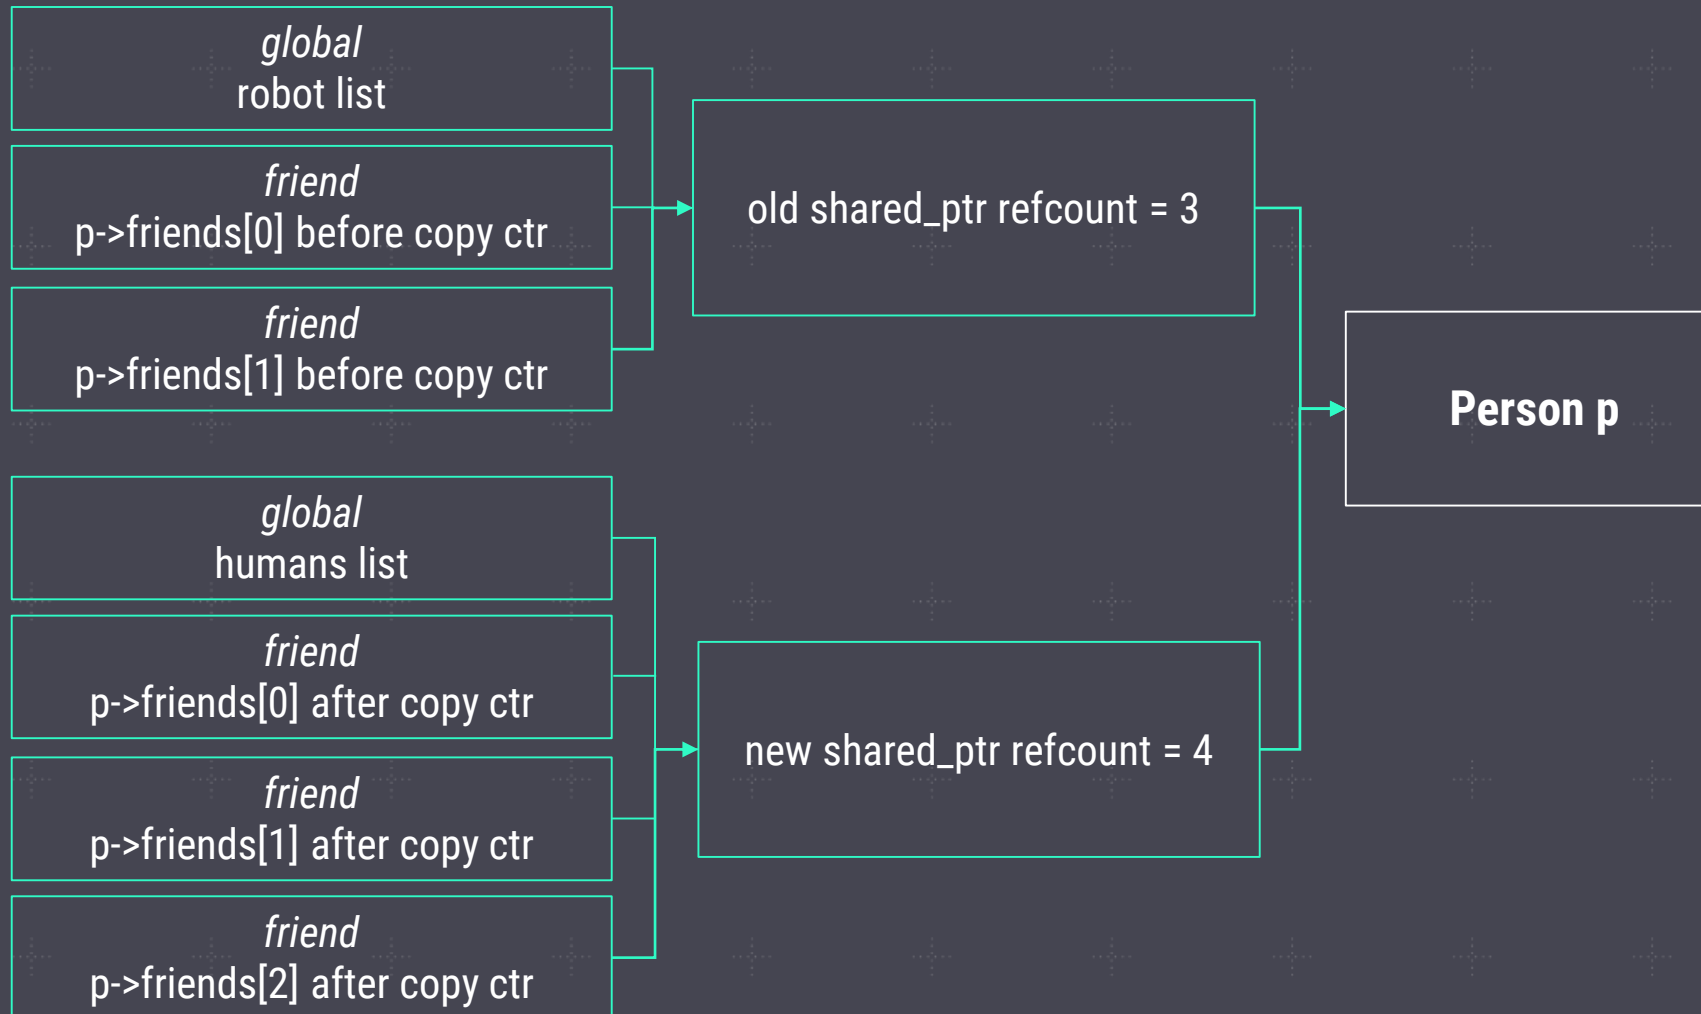 global
robot list
friend
p->friends[0] before copy ctr
friend
p->friends[1] before copy ctr
old shared_ptr refcount = 3
Person p
global
humans list
friend
p->friends[0] after copy ctr
friend
p->friends[1] after copy ctr
friend
p->friends[2] after copy ctr
new shared_ptr refcount = 4